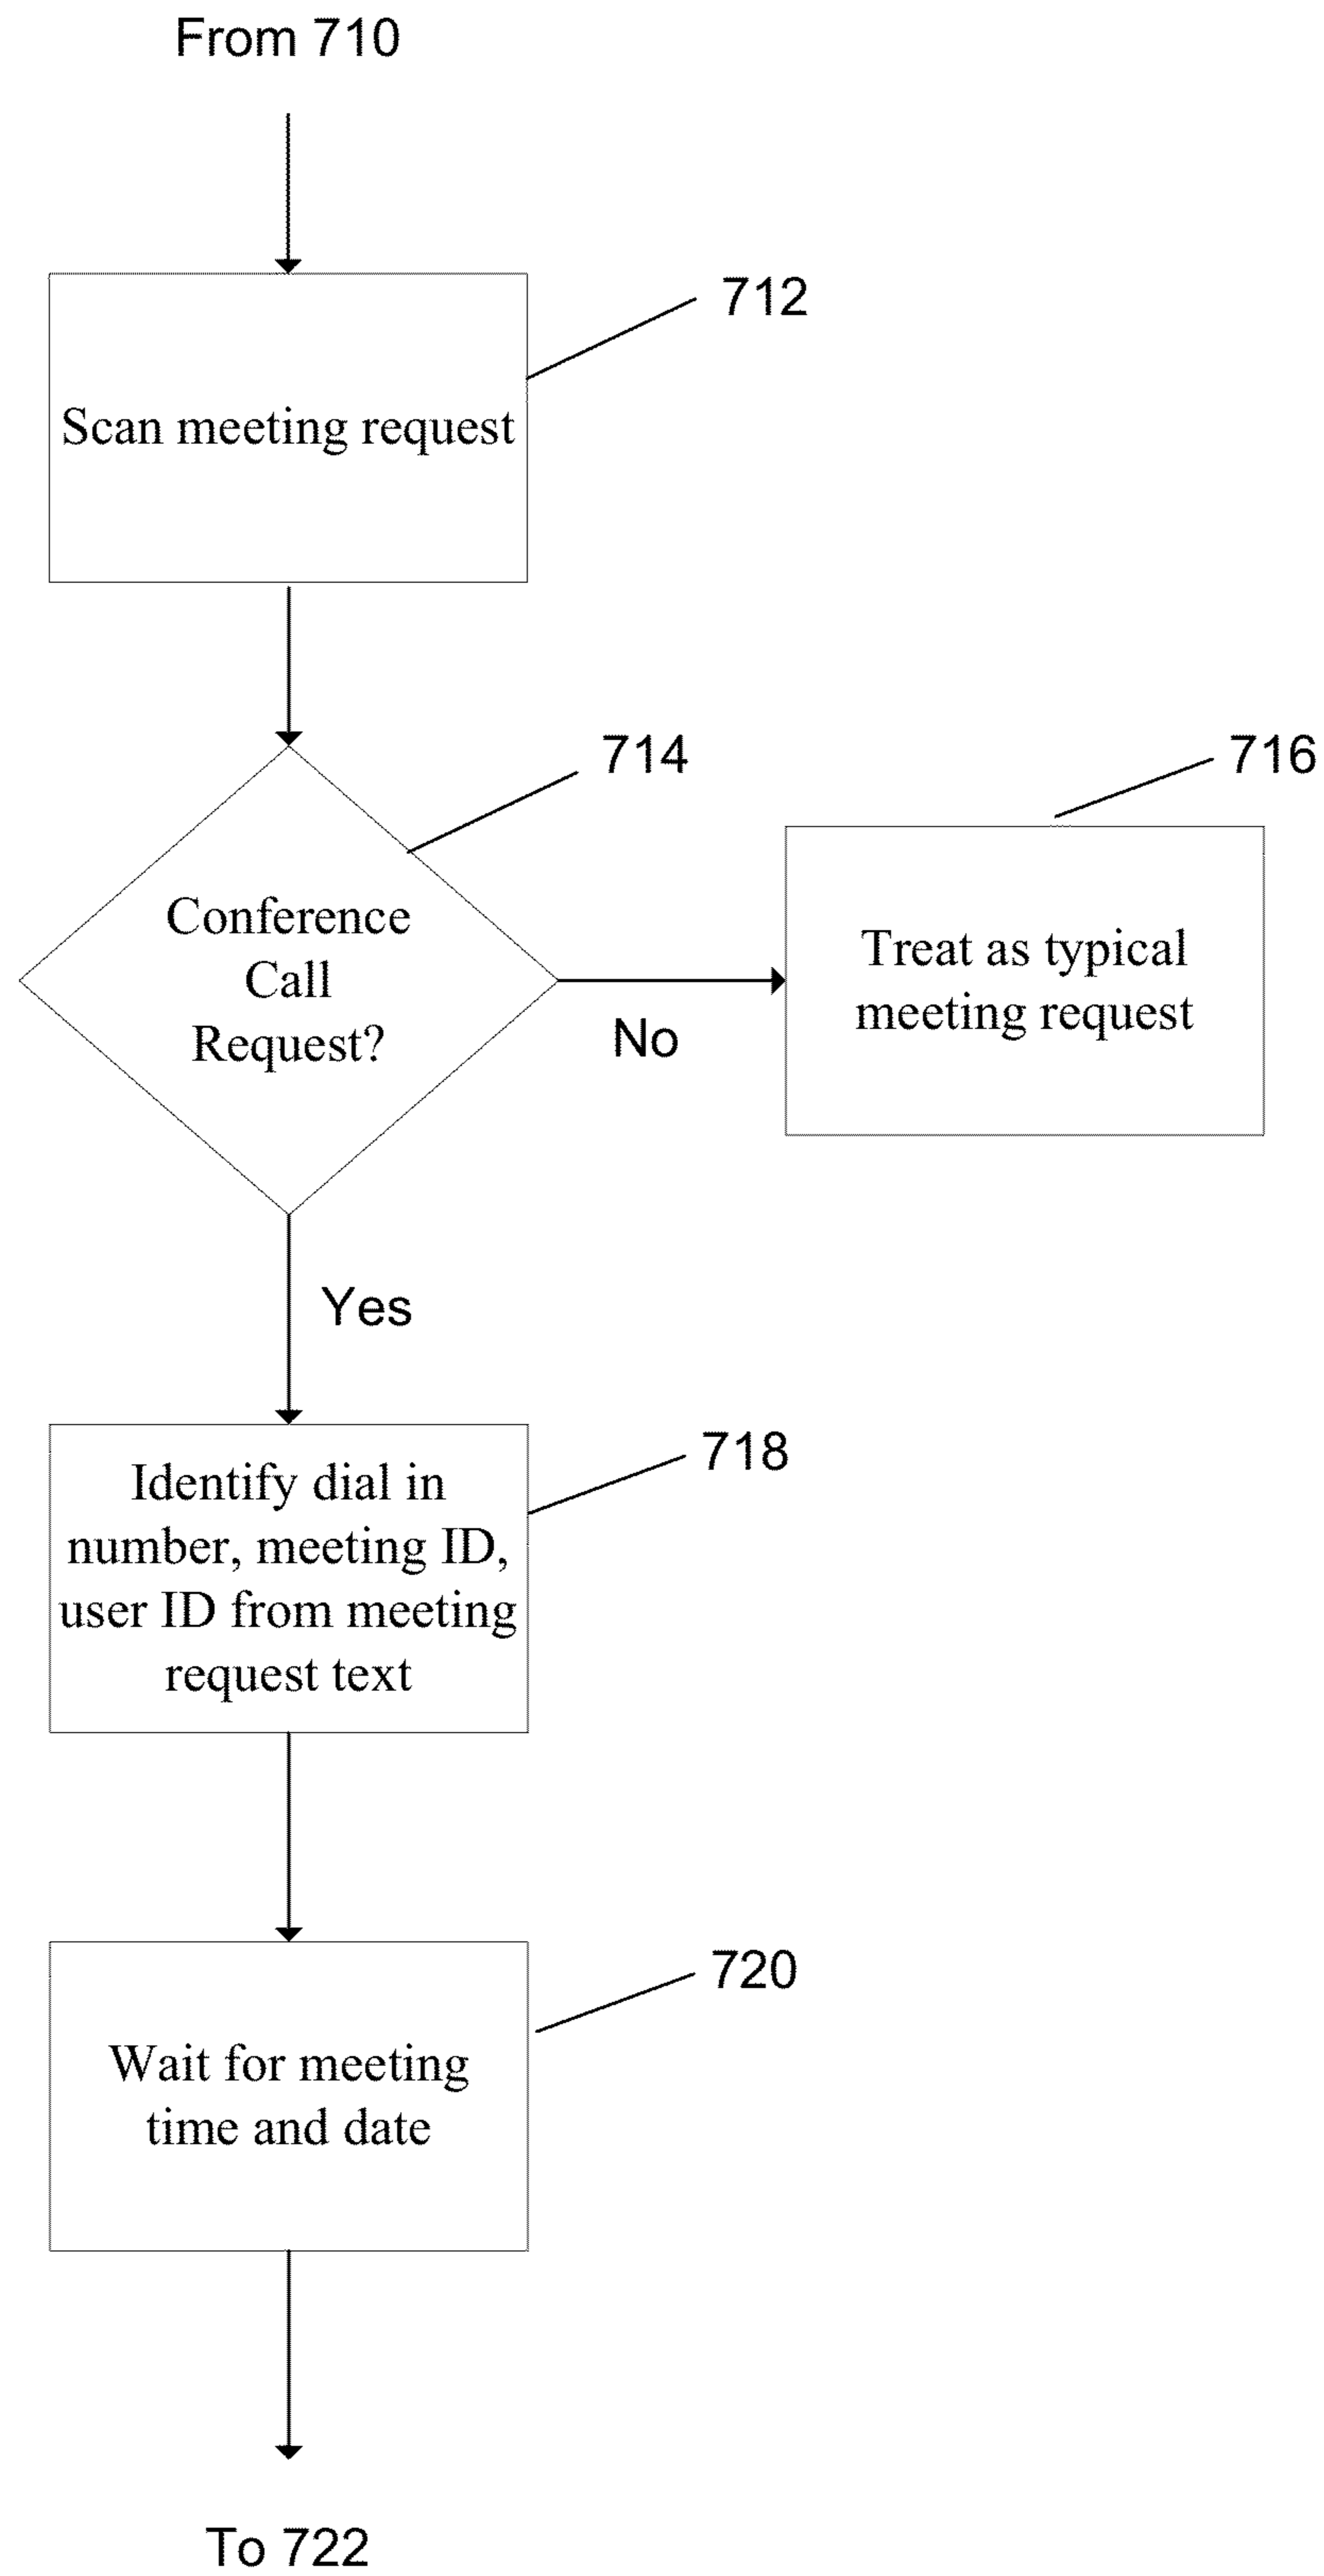 From 710
712
Scan meeting request
714
716
Conference
Call
Request?
Treat as typical
meeting request
No
Yes
718
Identify dial in
number, meeting ID,
user ID from meeting
request text
720
Wait for meeting
time and date
To 722